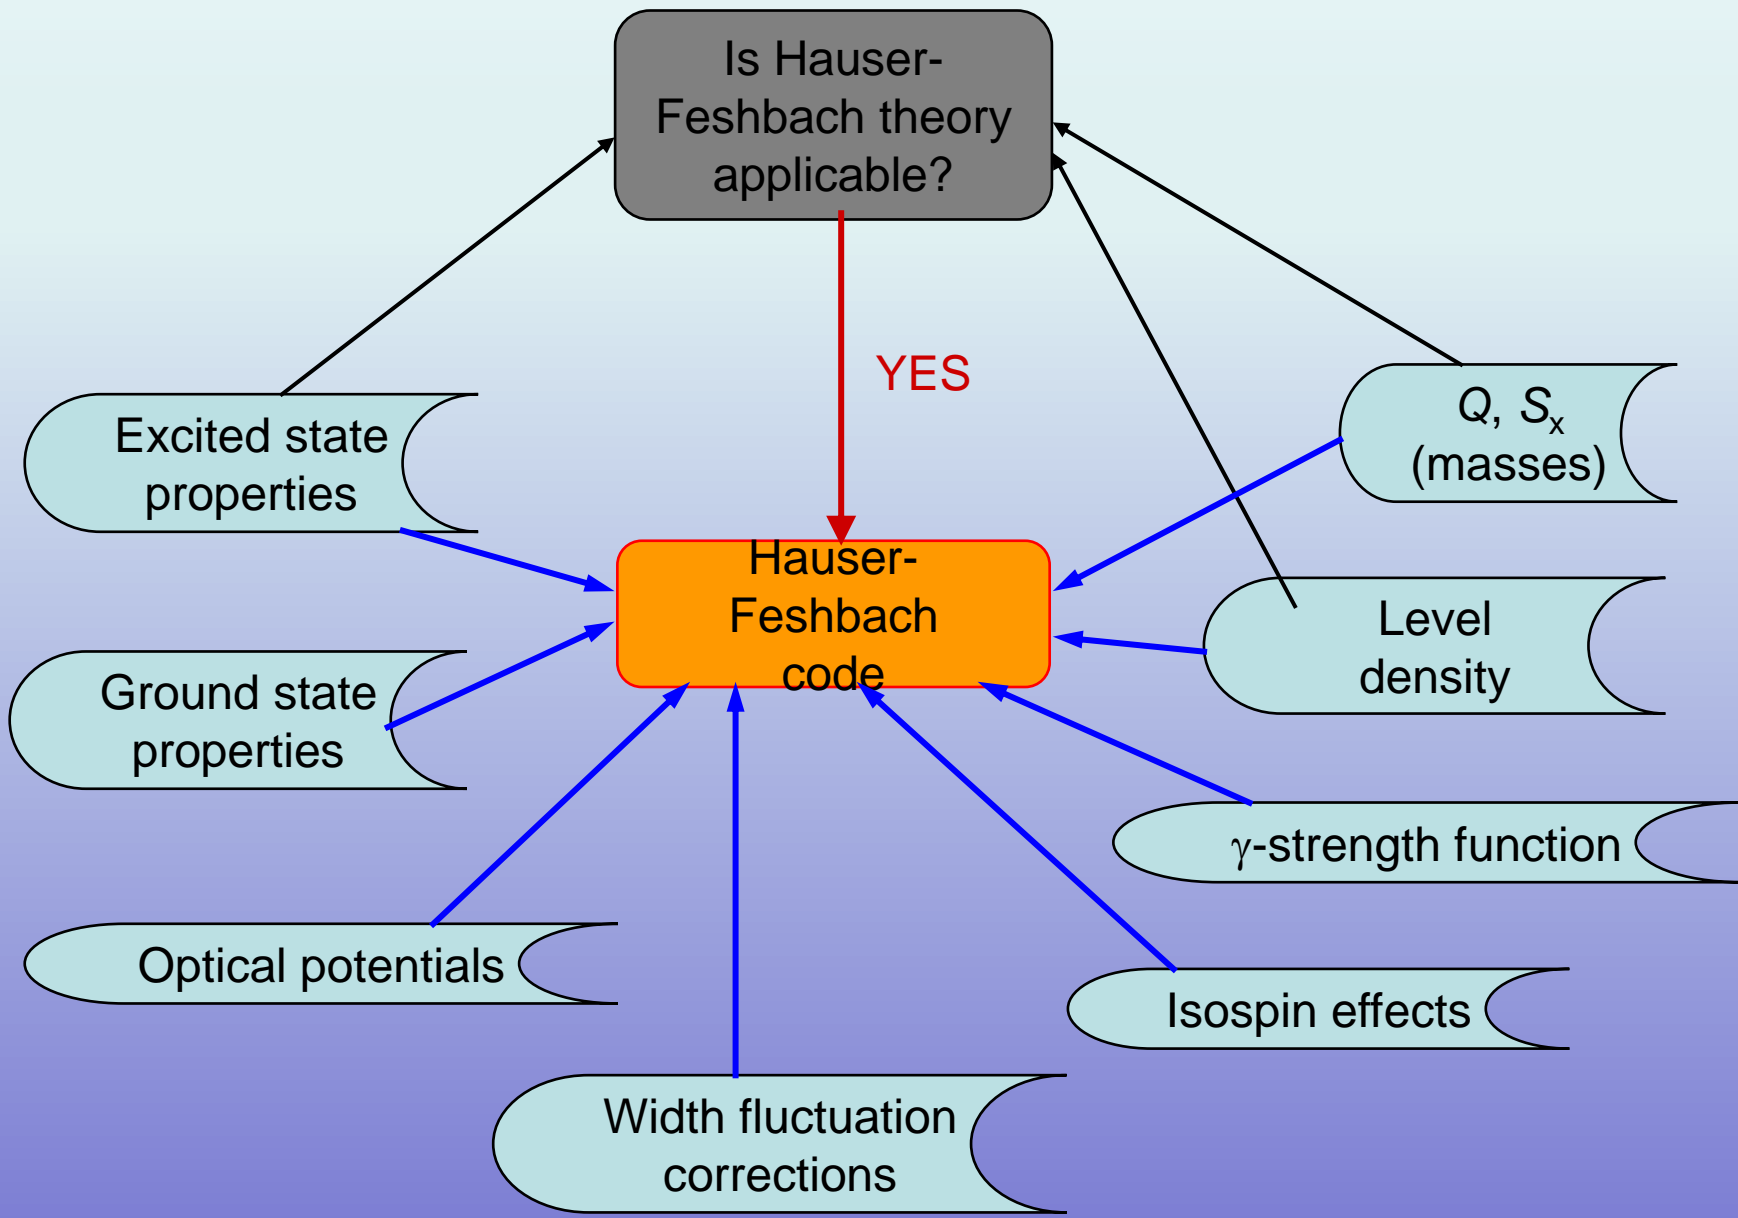 Is Hauser-
Feshbach theory
applicable?
YES
Excited state
properties
Q, Sx
(masses)
Hauser-
Feshbach
code
Level
density
Ground state
properties
γ-strength function
Optical potentials
Isospin effects
Width fluctuation
corrections